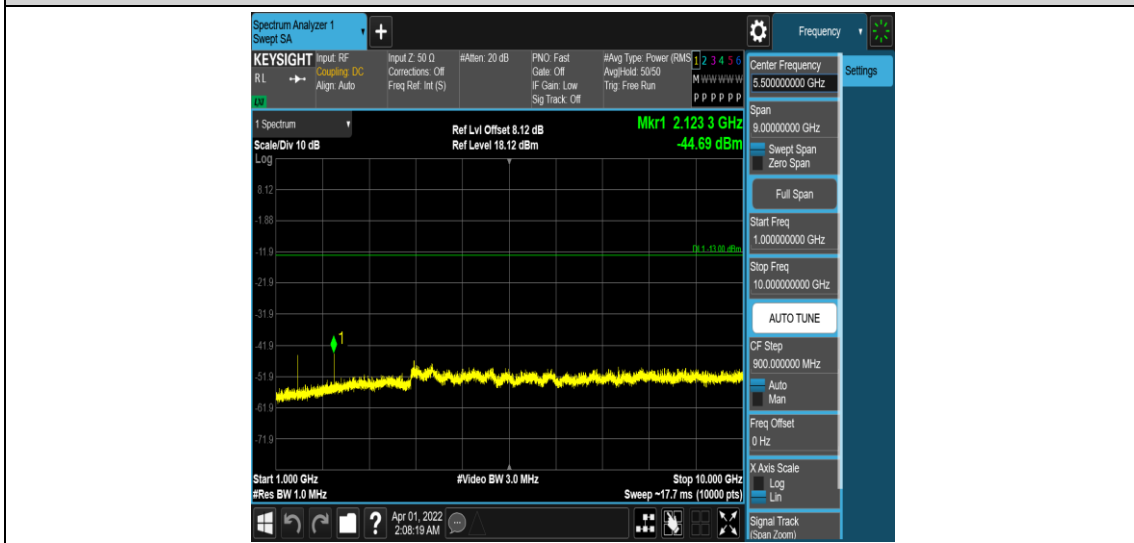 Spectrum Analyzer 1
Swept SA
+
Frequency
KEYSIGHT
RL
LXI
Input: RF
Coupling: DC
Align: Auto
Input Z: 50 Ω
Corrections: Off
Freq Ref: Int (S)
#Atten: 20 dB
PNO: Fast
Gate: Off
IF Gain: Low
Sig Track: Off
#Avg Type: Power (RMS
Avg|Hold: 50/50
Trig: Free Run
1 2 3 4 5 6
M W W W W W
P P P P P P
1 Spectrum
Scale/Div 10 dB
Ref Lvl Offset 8.12 dB
Ref Level 18.12 dBm
Mkr1 2.123 3 GHz
-44.69 dBm
Log
8.12
-1.88
-11.9
-21.9
-31.9
-41.9
-51.9
-61.9
-71.9
DL1 -13.00 dBm
1
Start 1.000 GHz
#Res BW 1.0 MHz
#Video BW 3.0 MHz
Stop 10.000 GHz
Sweep ~17.7 ms (10000 pts)
Center Frequency
5.500000000 GHz
Settings
Span
9.00000000 GHz
Swept Span
Zero Span
Full Span
Start Freq
1.000000000 GHz
Stop Freq
10.000000000 GHz
AUTO TUNE
CF Step
900.000000 MHz
Auto
Man
Freq Offset
0 Hz
X Axis Scale
Log
Lin
Signal Track
(Span Zoom)
?
Apr 01, 2022
2:08:19 AM